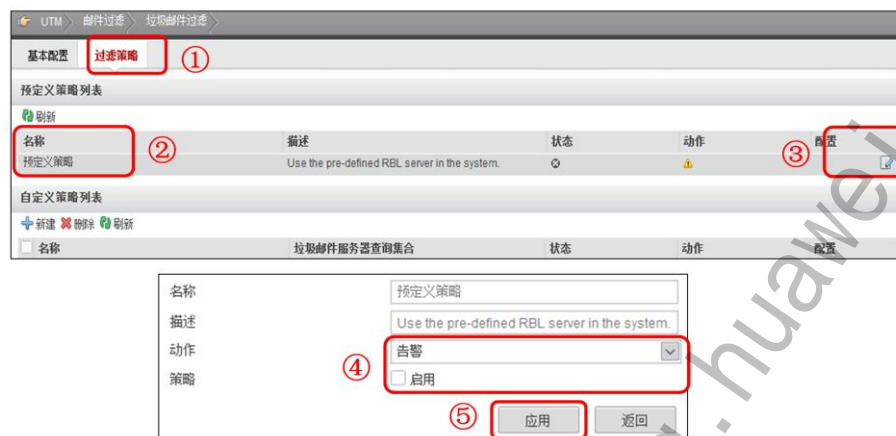 UTM 邮件过滤 垃圾邮件过滤
基本配置 过滤策略 ①
预定义策略列表
刷新
名称 ② 描述 状态 动作 ③ 配置
预定义策略 Use the pre-defined RBL server in the system.
自定义策略列表
新建 删除 刷新
名称 垃圾邮件服务器查询集合 状态 动作 配置
名称 预定义策略
描述 Use the pre-defined RBL server in the system.
动作 ④ 告警
策略 启用
⑤ 应用 返回
.huawei.